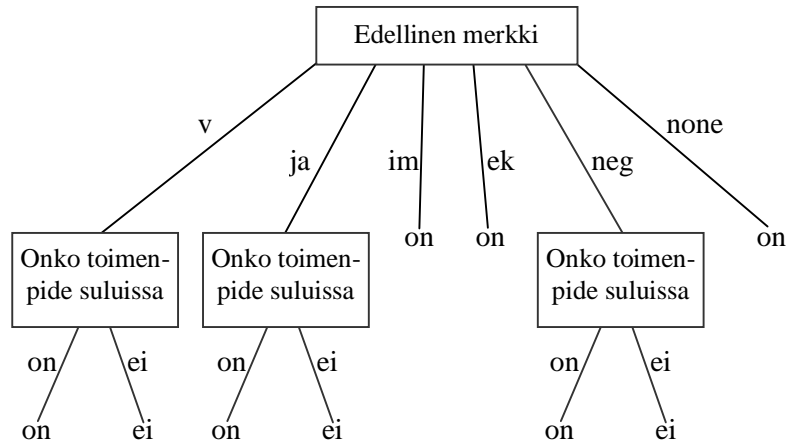 Edellinen merkki
v
ja
im
ek
neg
none
on
on
on
Onko toimen-
pide suluissa
Onko toimen-
pide suluissa
Onko toimen-
pide suluissa
on
ei
on
ei
on
ei
on
ei
on
ei
on
ei